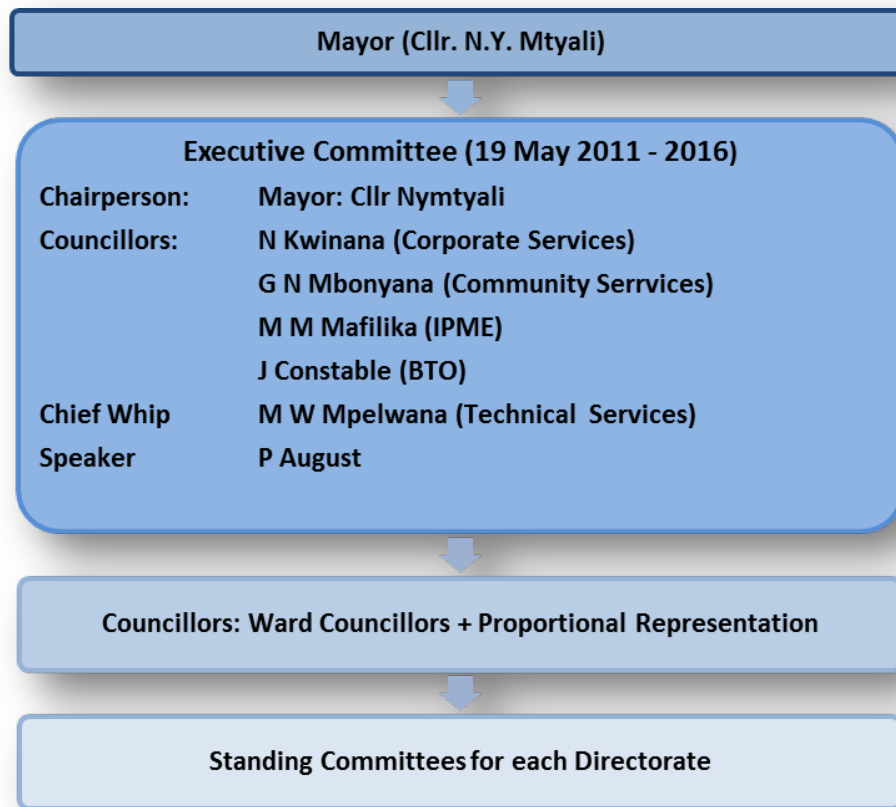 Mayor (Cllr. N.Y. Mtyali)
Executive Committee (19 May 2011 - 2016)
Chairperson: Mayor: Cllr Nymtyali
Councillors: N Kwinana (Corporate Services)
G N Mbonyana (Community Serrvices)
M M Mafilika (IPME)
J Constable (BTO)
Chief Whip M W Mpelwana (Technical Services)
Speaker P August
Councillors: Ward Councillors + Proportional Representation
Standing Committees for each Directorate